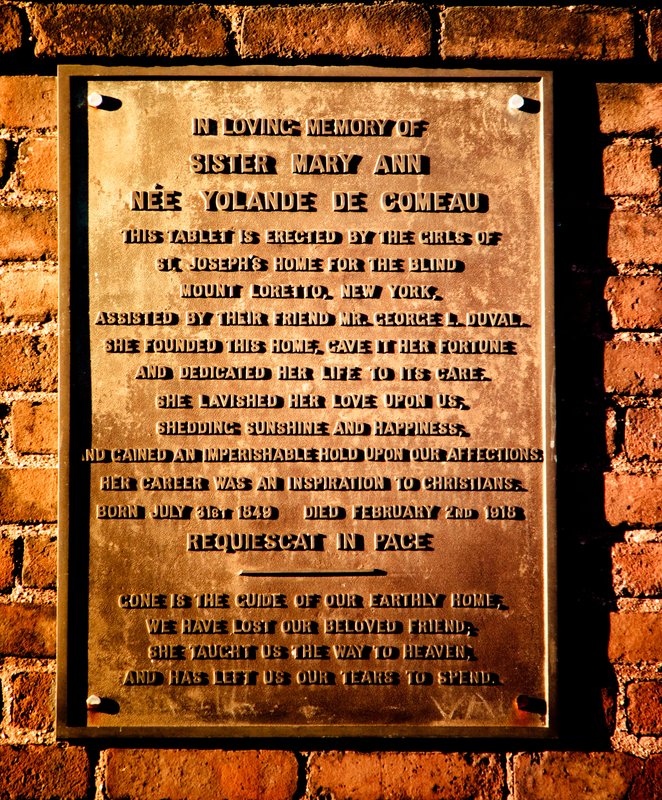 IN LOVING MEMORY OF
SISTER MARY ANN
NÉE YOLANDE DE COMEAU
THIS TABLET IS ERECTED BY THE GIRLS OF
ST. JOSEPH'S HOME FOR THE BLIND
MOUNT LORETTO, NEW YORK,
ASSISTED BY THEIR FRIEND MR. GEORGE L. DUVAL.
SHE FOUNDED THIS HOME, GAVE IT HER FORTUNE
AND DEDICATED HER LIFE TO ITS CARE.
SHE LAVISHED HER LOVE UPON US,
SHEDDING SUNSHINE AND HAPPINESS,
AND GAINED AN IMPERISHABLE HOLD UPON OUR AFFECTIONS.
HER CAREER WAS AN INSPIRATION TO CHRISTIANS.
BORN JULY 31ST 1849 DIED FEBRUARY 2ND 1918
REQUIESCAT IN PACE
GONE IS THE GUIDE OF OUR EARTHLY HOME,
WE HAVE LOST OUR BELOVED FRIEND;
SHE TAUGHT US THE WAY TO HEAVEN,
AND HAS LEFT US OUR TEARS TO SPEND.